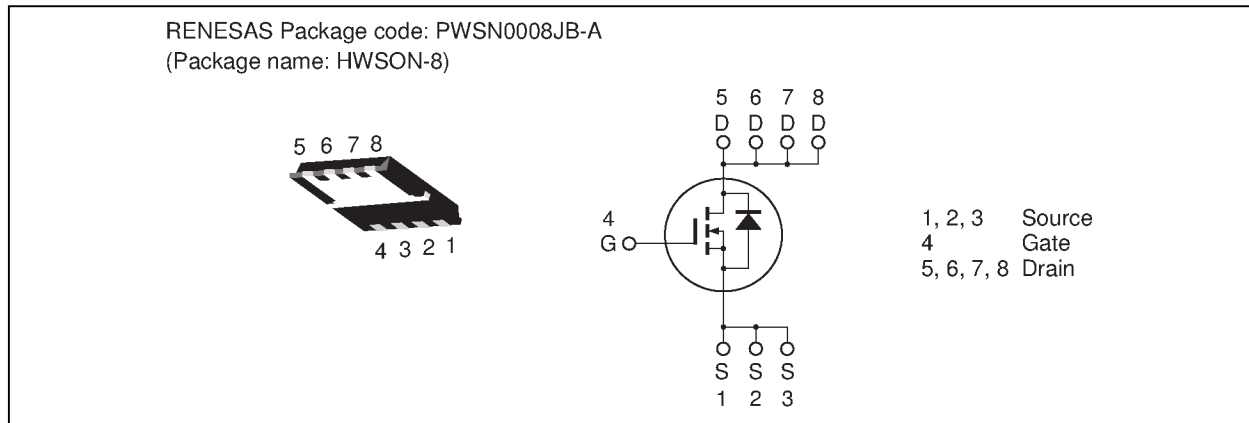 RENESAS Package code: PWSN0008JB-A
(Package name: HWSON-8)
5 6 7 8
4 3 2 1
5 6 7 8
D D D D
4
G
S S S
1 2 3
1, 2, 3 Source
4 Gate
5, 6, 7, 8 Drain